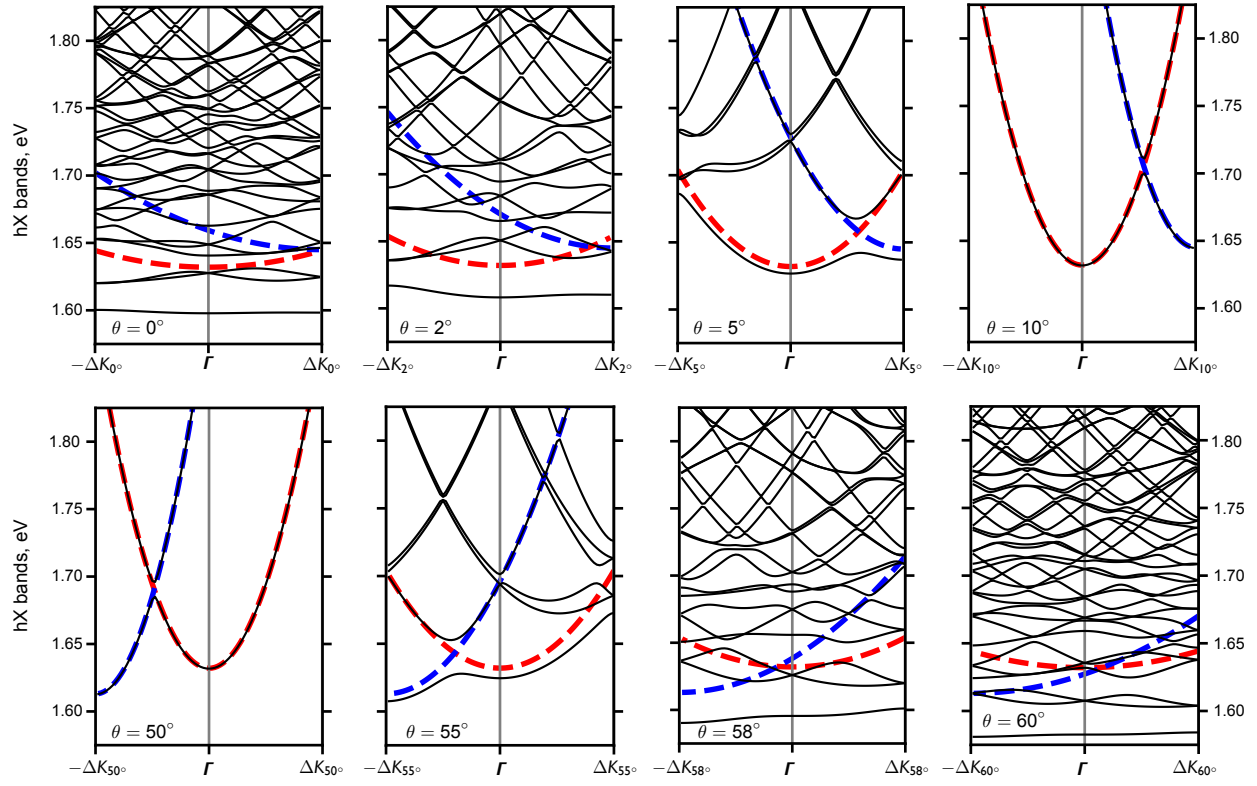 hX bands, eV
1.80
1.75
1.70
1.65
1.60
θ = 0°
θ = 2°
θ = 5°
θ = 10°
1.80
1.75
1.70
1.65
1.60
−ΔK0° Γ ΔK0°
−ΔK2° Γ ΔK2°
−ΔK5° Γ ΔK5°
−ΔK10° Γ ΔK10°
hX bands, eV
1.80
1.75
1.70
1.65
1.60
θ = 50°
θ = 55°
θ = 58°
θ = 60°
1.80
1.75
1.70
1.65
1.60
−ΔK50° Γ ΔK50°
−ΔK55° Γ ΔK55°
−ΔK58° Γ ΔK58°
−ΔK60° Γ ΔK60°